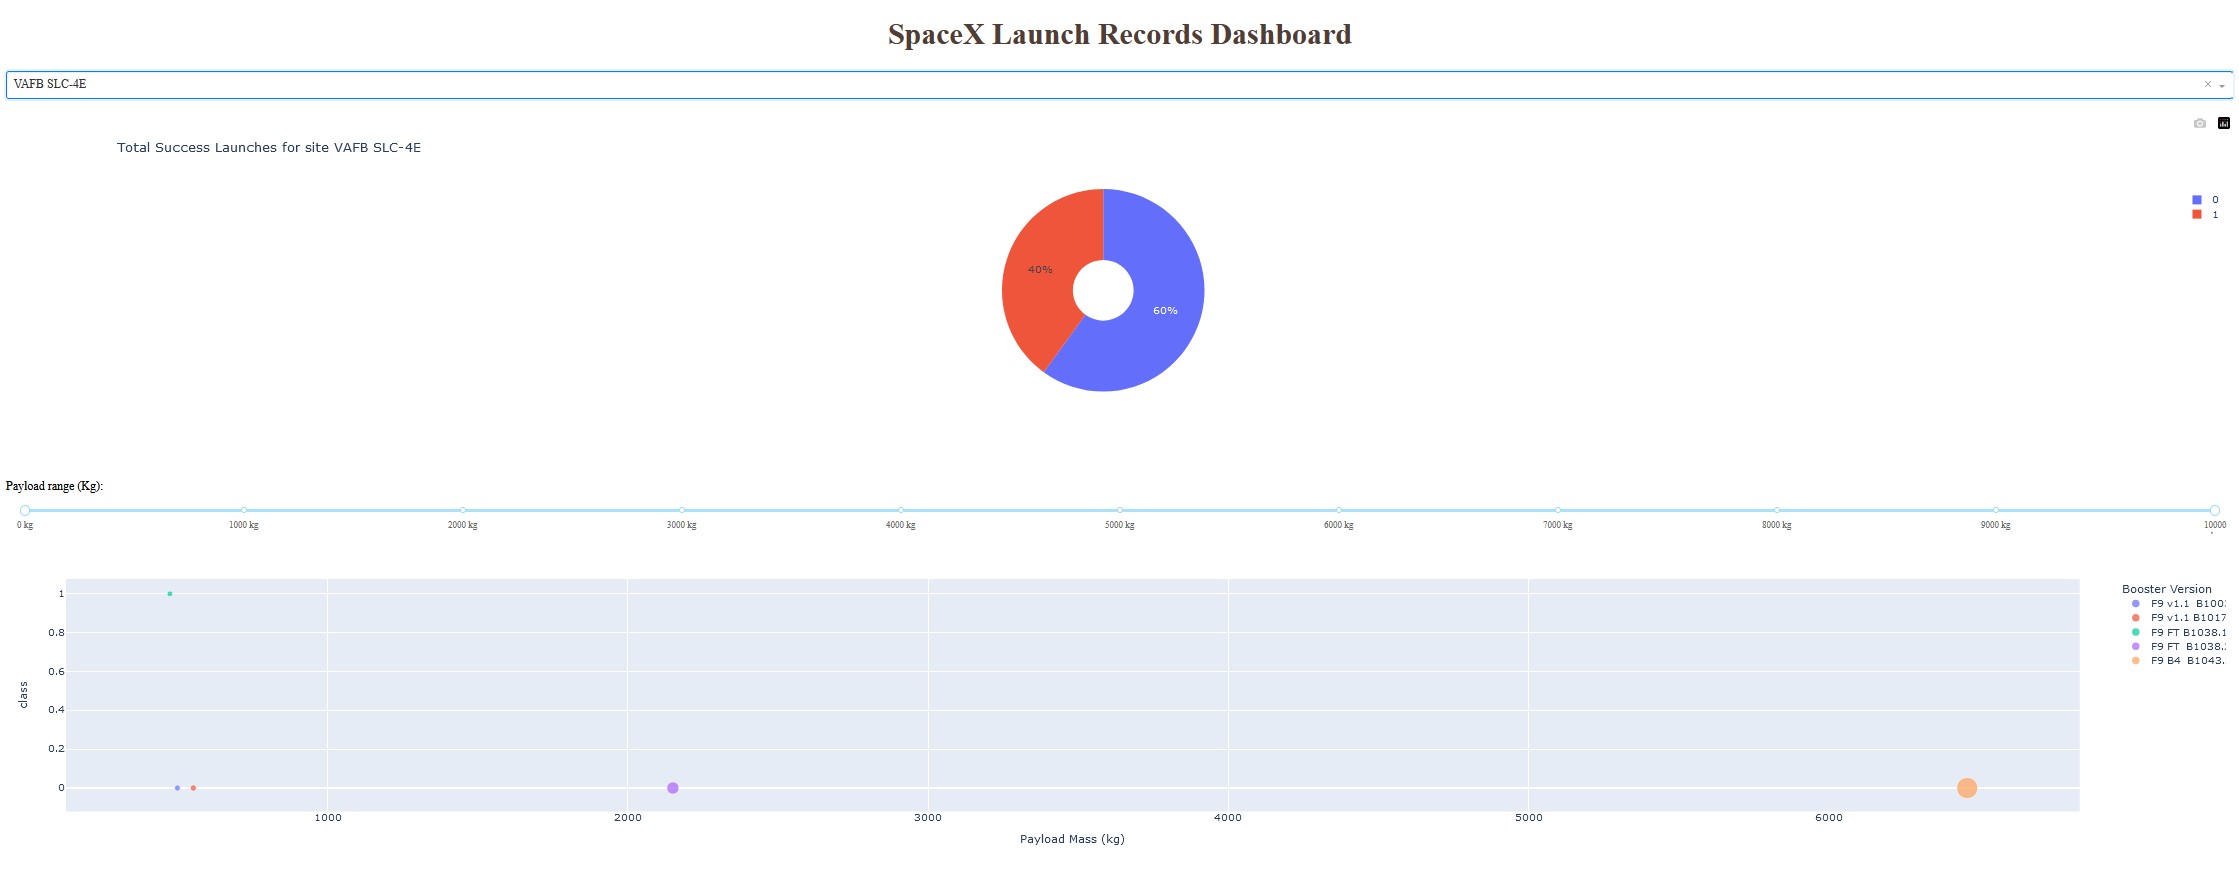 SpaceX Launch Records Dashboard
VAFB SLC-4E
Total Success Launches for site VAFB SLC-4E
0
1
40%
60%
Payload range (Kg):
0 kg 1000 kg 2000 kg 3000 kg 4000 kg 5000 kg 6000 kg 7000 kg 8000 kg 9000 kg 10000
Booster Version
F9 v1.1 B100
F9 v1.1 B1017
F9 FT B1038.1
F9 FT B1038.
F9 B4 B1043.
class
1
0.8
0.6
0.4
0.2
0
1000 2000 3000 4000 5000 6000
Payload Mass (kg)